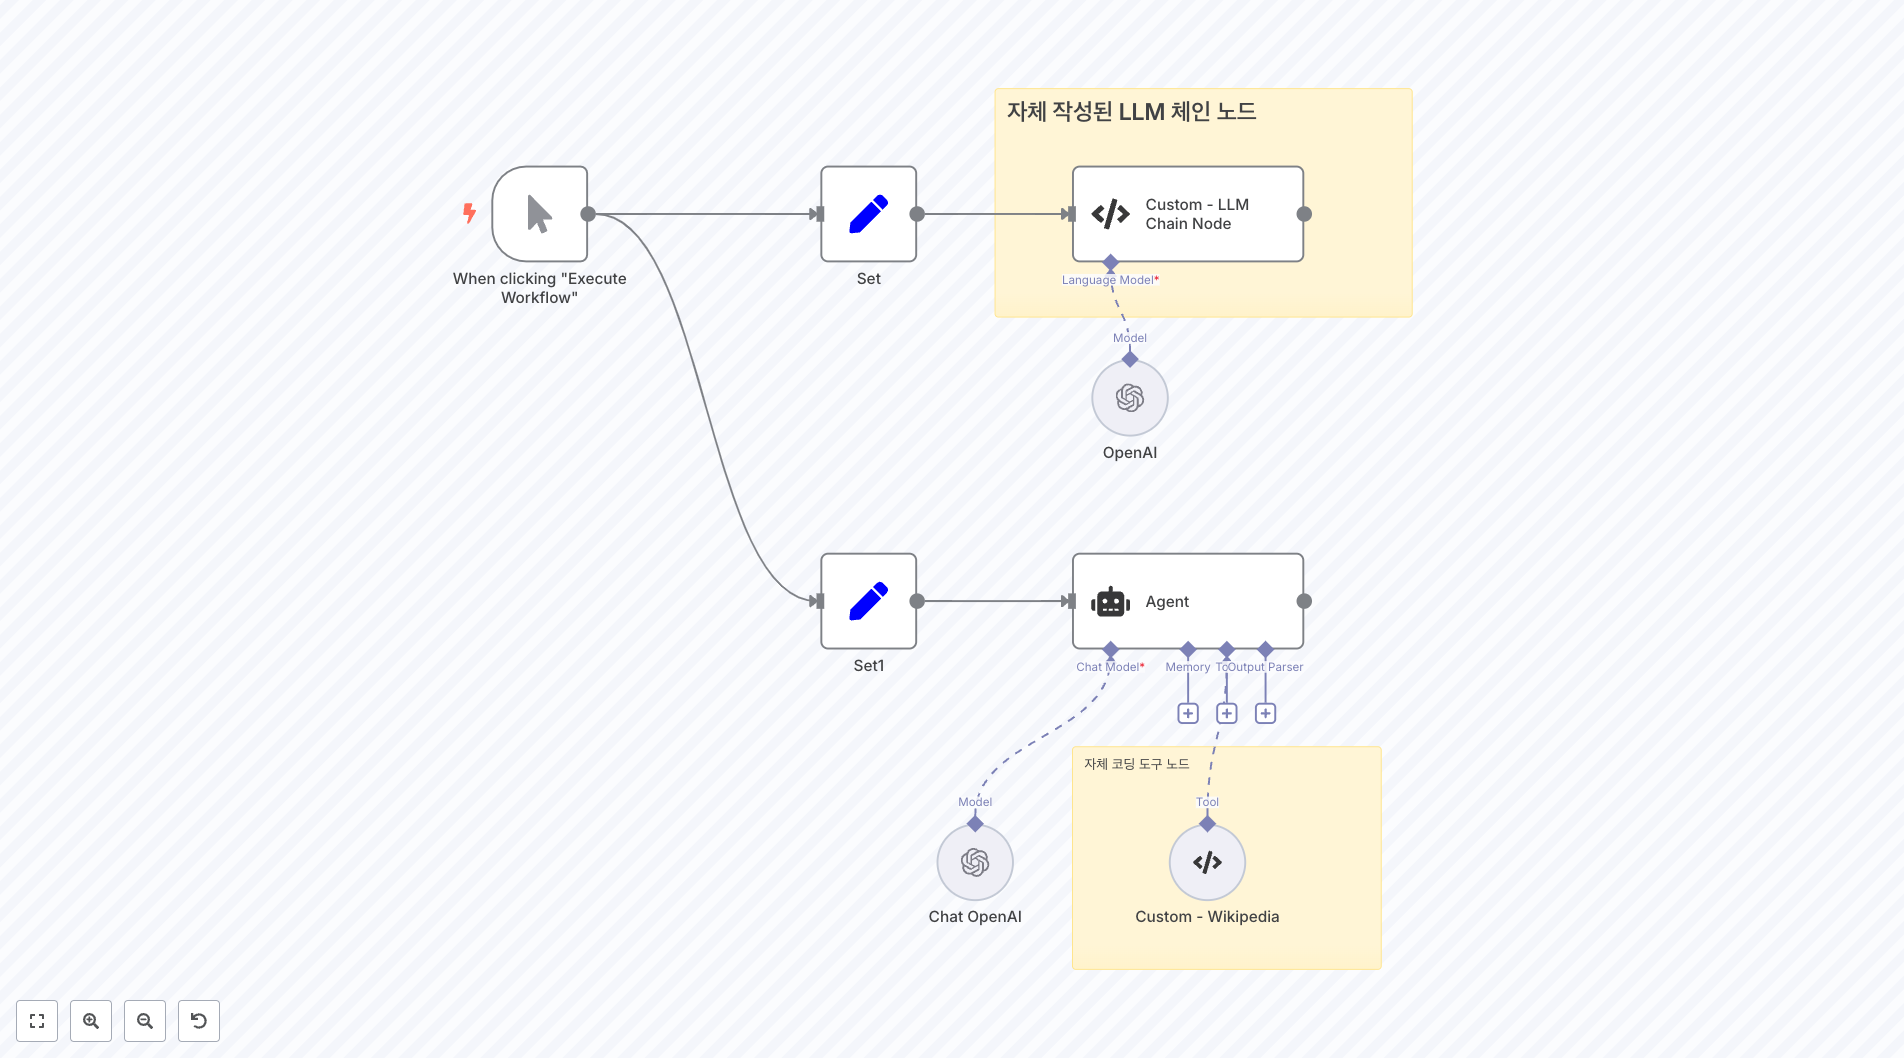 자체 작성된 LLM 체인 노드
Custom - LLM
Chain Node
When clicking "Execute
Workflow"
Set
Language Model*
Model
OpenAI
Agent
Set1
Chat Model*
Memory
To
Output Parser
자체 코딩 도구 노드
Model
Tool
Chat OpenAI
Custom - Wikipedia